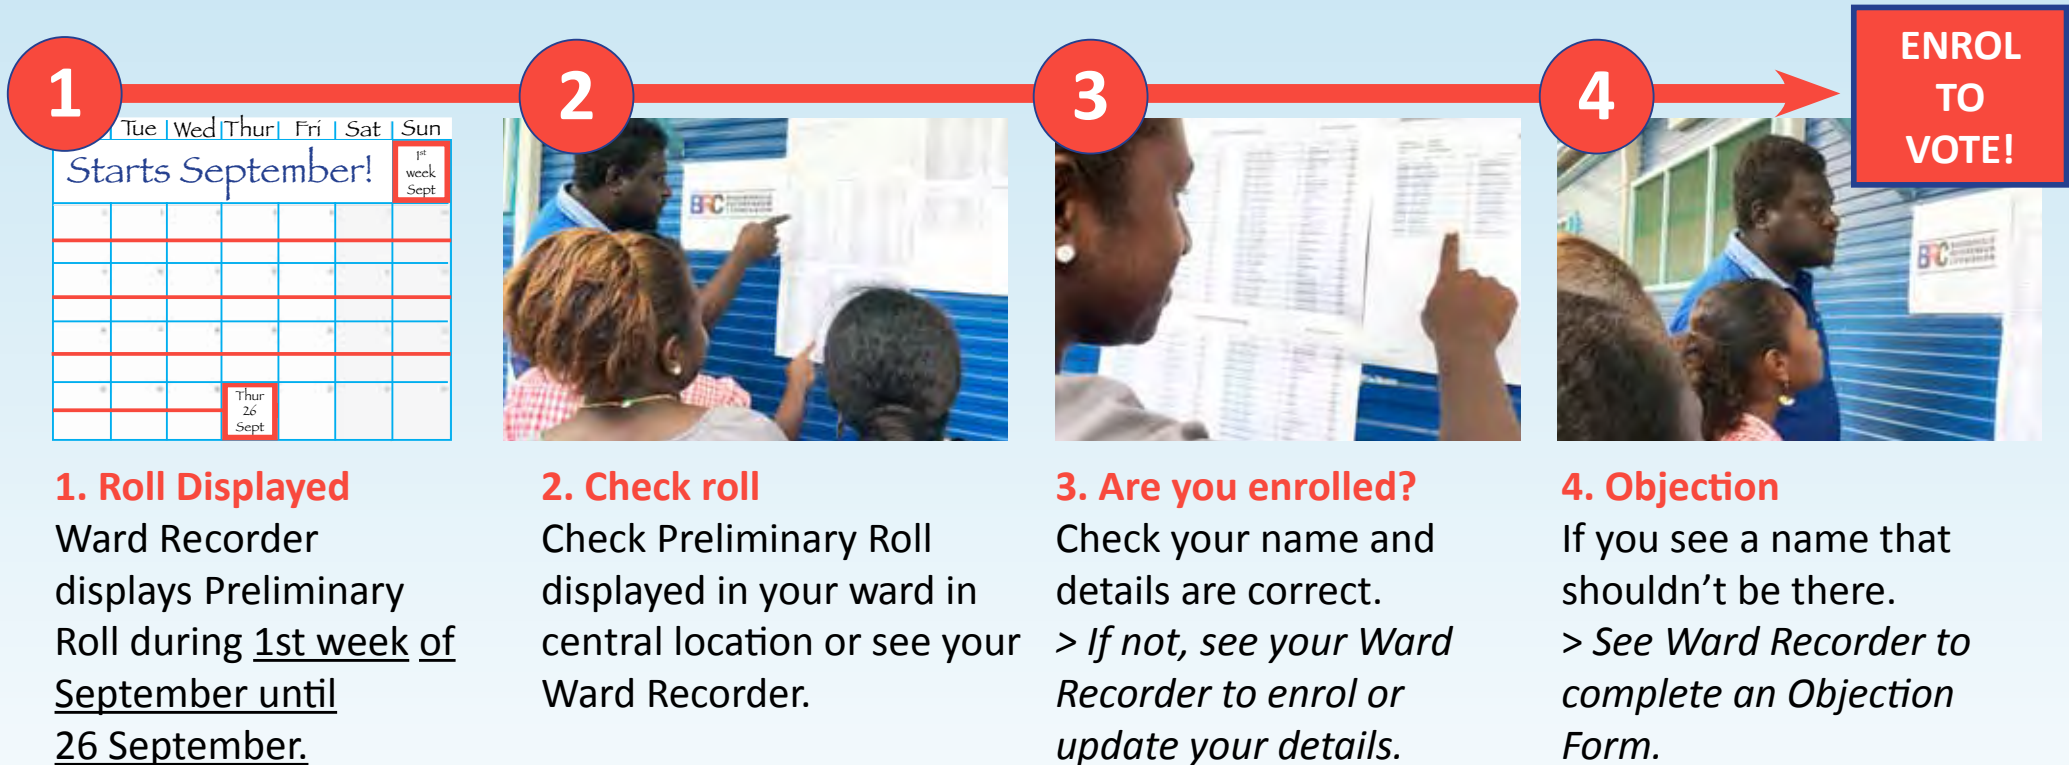 1
2
3
4
ENROL
TO
VOTE!
Tue Wed Thur Fri Sat Sun
Starts September!
1st
week
Sept
Thur
26
Sept
BRC
BRC
1. Roll Displayed
Ward Recorder
displays Preliminary
Roll during 1st week of
September until
26 September.
2. Check roll
Check Preliminary Roll
displayed in your ward in
central location or see your
Ward Recorder.
3. Are you enrolled?
Check your name and
details are correct.
> If not, see your Ward
Recorder to enrol or
update your details.
4. Objection
If you see a name that
shouldn’t be there.
> See Ward Recorder to
complete an Objection
Form.